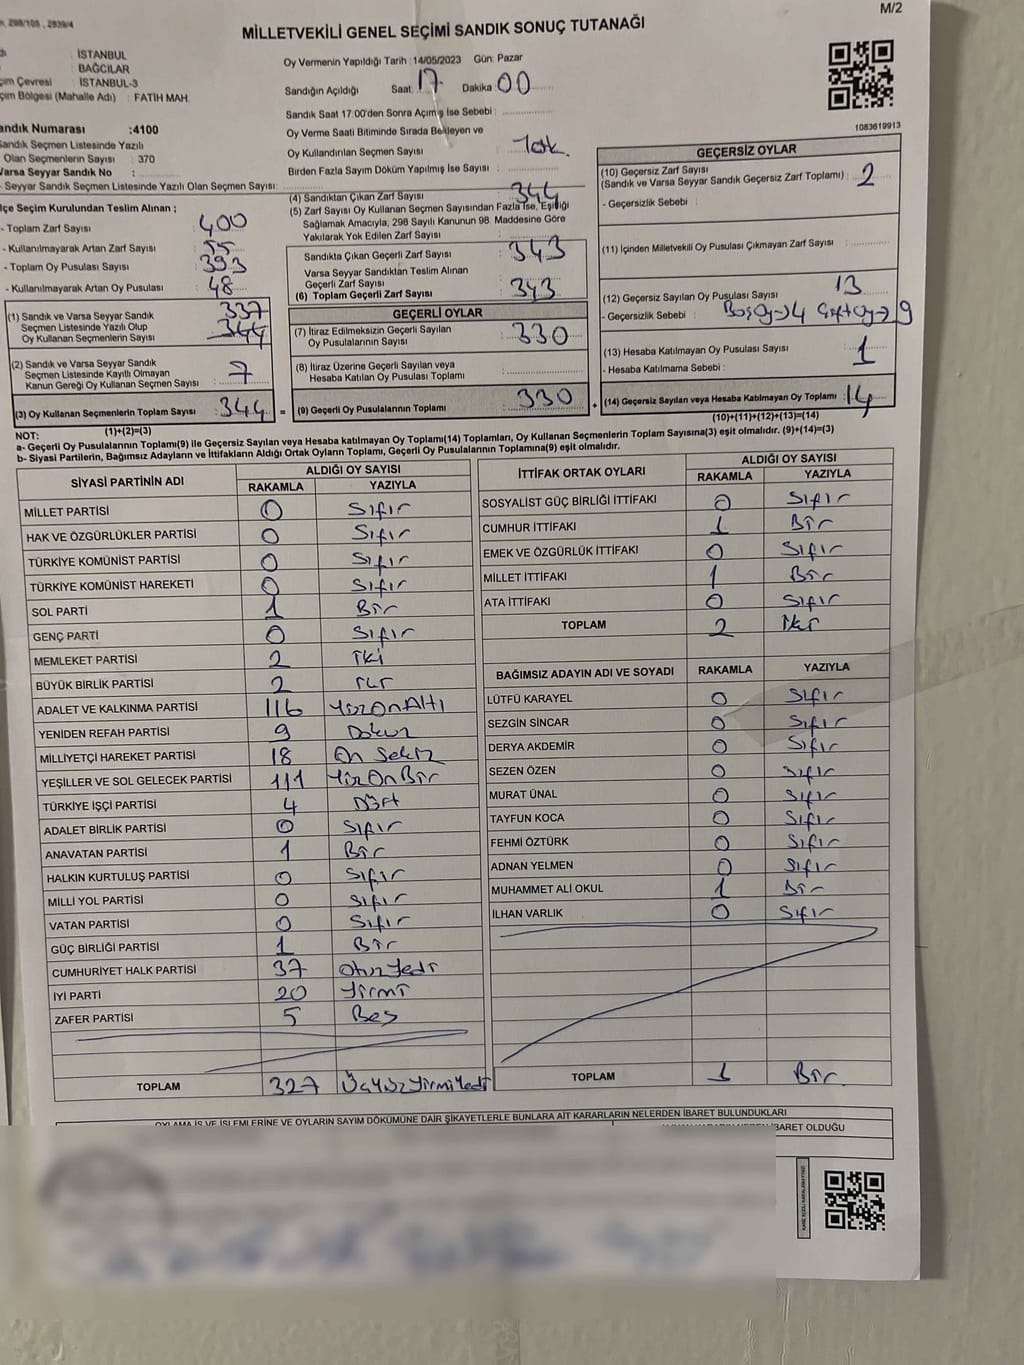 298/108 , 2839/4
M/2
MİLLETVEKİLİ GENEL SEÇİMİ SANDIK SONUÇ TUTANAĞI
: İSTANBUL
: BAĞCILAR
Çevresi : İSTANBUL-3
Bölgesi (Mahalle Adı) : FATİH MAH.
Oy Vermenin Yapıldığı Tarih : 14/05/2023 Gün: Pazar
Sandığın Açıldığı Saat: 17 Dakika 00
Sandık Saat 17:00'den Sonra Açılmış İse Sebebi :
Oy Verme Saati Bitiminde Sırada Bekleyen ve
Oy Kullandırılan Seçmen Sayısı : Yok.
Birden Fazla Sayım Döküm Yapılmış İse Sayısı :
1083619913
Sandık Numarası :4100
Sandık Seçmen Listesinde Yazılı
Olan Seçmenlerin Sayısı : 370
Varsa Seyyar Sandık No :
- Seyyar Sandık Seçmen Listesinde Yazılı Olan Seçmen Sayısı:
İlçe Seçim Kurulundan Teslim Alınan ;
- Toplam Zarf Sayısı : 400
- Kullanılmayarak Artan Zarf Sayısı : 55
- Toplam Oy Pusulası Sayısı : 393
- Kullanılmayarak Artan Oy Pusulası : 48
(4) Sandıktan Çıkan Zarf Sayısı : 344
(5) Zarf Sayısı Oy Kullanan Seçmen Sayısından Fazla İse, Eşitliği
Sağlamak Amacıyla; 298 Sayılı Kanunun 98. Maddesine Göre
Yakılarak Yok Edilen Zarf Sayısı :
Sandıkta Çıkan Geçerli Zarf Sayısı : 343
Varsa Seyyar Sandıktan Teslim Alınan
Geçerli Zarf Sayısı :
(6) Toplam Geçerli Zarf Sayısı : 343
GEÇERSİZ OYLAR
(10) Geçersiz Zarf Sayısı
(Sandık ve Varsa Seyyar Sandık Geçersiz Zarf Toplamı) : 2
- Geçersizlik Sebebi :
(11) İçinden Milletvekili Oy Pusulası Çıkmayan Zarf Sayısı :
(12) Geçersiz Sayılan Oy Pusulası Sayısı : 13
- Geçersizlik Sebebi : Boş Oy→4 Çift Oy→9
(13) Hesaba Katılmayan Oy Pusulası Sayısı : 1
- Hesaba Katılmama Sebebi :
(14) Geçersiz Sayılan veya Hesaba Katılmayan Oy Toplamı : 14
(10)+(11)+(12)+(13)=(14)
337
(1) Sandık ve Varsa Seyyar Sandık
Seçmen Listesinde Yazılı Olup
Oy Kullanan Seçmenlerin Sayısı : 344
(2) Sandık ve Varsa Seyyar Sandık
Seçmen Listesinde Kayıtlı Olmayan
Kanun Gereği Oy Kullanan Seçmen Sayısı : 7
(3) Oy Kullanan Seçmenlerin Toplam Sayısı : 344 =
(1)+(2)=(3)
GEÇERLİ OYLAR
(7) İtiraz Edilmeksizin Geçerli Sayılan
Oy Pusulalarının Sayısı : 330
(8) İtiraz Üzerine Geçerli Sayılan veya
Hesaba Katılan Oy Pusulası Toplamı :
(9) Geçerli Oy Pusulalarının Toplamı : 330 +
NOT:
a- Geçerli Oy Pusulalarının Toplamı(9) ile Geçersiz Sayılan veya Hesaba katılmayan Oy Toplamı(14) Toplamları, Oy Kullanan Seçmenlerin Toplam Sayısına(3) eşit olmalıdır. (9)+(14)=(3)
b- Siyasi Partilerin, Bağımsız Adayların ve İttifakların Aldığı Ortak Oyların Toplamı, Geçerli Oy Pusulalarının Toplamına(9) eşit olmalıdır.
SİYASİ PARTİNİN ADI ALDIĞI OY SAYISI
RAKAMLA YAZIYLA
MİLLET PARTİSİ 0 Sıfır
HAK VE ÖZGÜRLÜKLER PARTİSİ 0 Sıfır
TÜRKİYE KOMÜNİST PARTİSİ 0 Sıfır
TÜRKİYE KOMÜNİST HAREKETİ 0 Sıfır
SOL PARTİ 1 Bir
GENÇ PARTİ 0 Sıfır
MEMLEKET PARTİSİ 2 İki
BÜYÜK BİRLİK PARTİSİ 2 İki
ADALET VE KALKINMA PARTİSİ 116 Yüz On Altı
YENİDEN REFAH PARTİSİ 9 Dokuz
MİLLİYETÇİ HAREKET PARTİSİ 18 On Sekiz
YEŞİLLER VE SOL GELECEK PARTİSİ 111 Yüz On Bir
TÜRKİYE İŞÇİ PARTİSİ 4 Dört
ADALET BİRLİK PARTİSİ 0 Sıfır
ANAVATAN PARTİSİ 1 Bir
HALKIN KURTULUŞ PARTİSİ 0 Sıfır
MİLLİ YOL PARTİSİ 0 Sıfır
VATAN PARTİSİ 0 Sıfır
GÜÇ BİRLİĞİ PARTİSİ 1 Bir
CUMHURİYET HALK PARTİSİ 37 Otuz Yedi
İYİ PARTİ 20 Yirmi
ZAFER PARTİSİ 5 Beş
TOPLAM 327 Üç Yüz Yirmi Yedi
İTTİFAK ORTAK OYLARI ALDIĞI OY SAYISI
RAKAMLA YAZIYLA
SOSYALİST GÜÇ BİRLİĞİ İTTİFAKI 0 Sıfır
CUMHUR İTTİFAKI 1 Bir
EMEK VE ÖZGÜRLÜK İTTİFAKI 0 Sıfır
MİLLET İTTİFAKI 1 Bir
ATA İTTİFAKI 0 Sıfır
TOPLAM 2 İki
BAĞIMSIZ ADAYIN ADI VE SOYADI RAKAMLA YAZIYLA
LÜTFÜ KARAYEL 0 Sıfır
SEZGİN SİNCAR 0 Sıfır
DERYA AKDEMİR 0 Sıfır
SEZEN ÖZEN 0 Sıfır
MURAT ÜNAL 0 Sıfır
TAYFUN KOCA 0 Sıfır
FEHMİ ÖZTÜRK 0 Sıfır
ADNAN YELMEN 0 Sıfır
MUHAMMET ALİ OKUL 1 Bir
İLHAN VARLIK 0 Sıfır
TOPLAM 1 Bir.
OYLAMA İŞ VE İŞLEMLERİNE VE OYLARIN SAYIM DÖKÜMÜNE DAİR ŞİKAYETLERLE BUNLARA AİT KARARLARIN NELERDEN İBARET BULUNDUKLARI
İBARET OLDUĞU